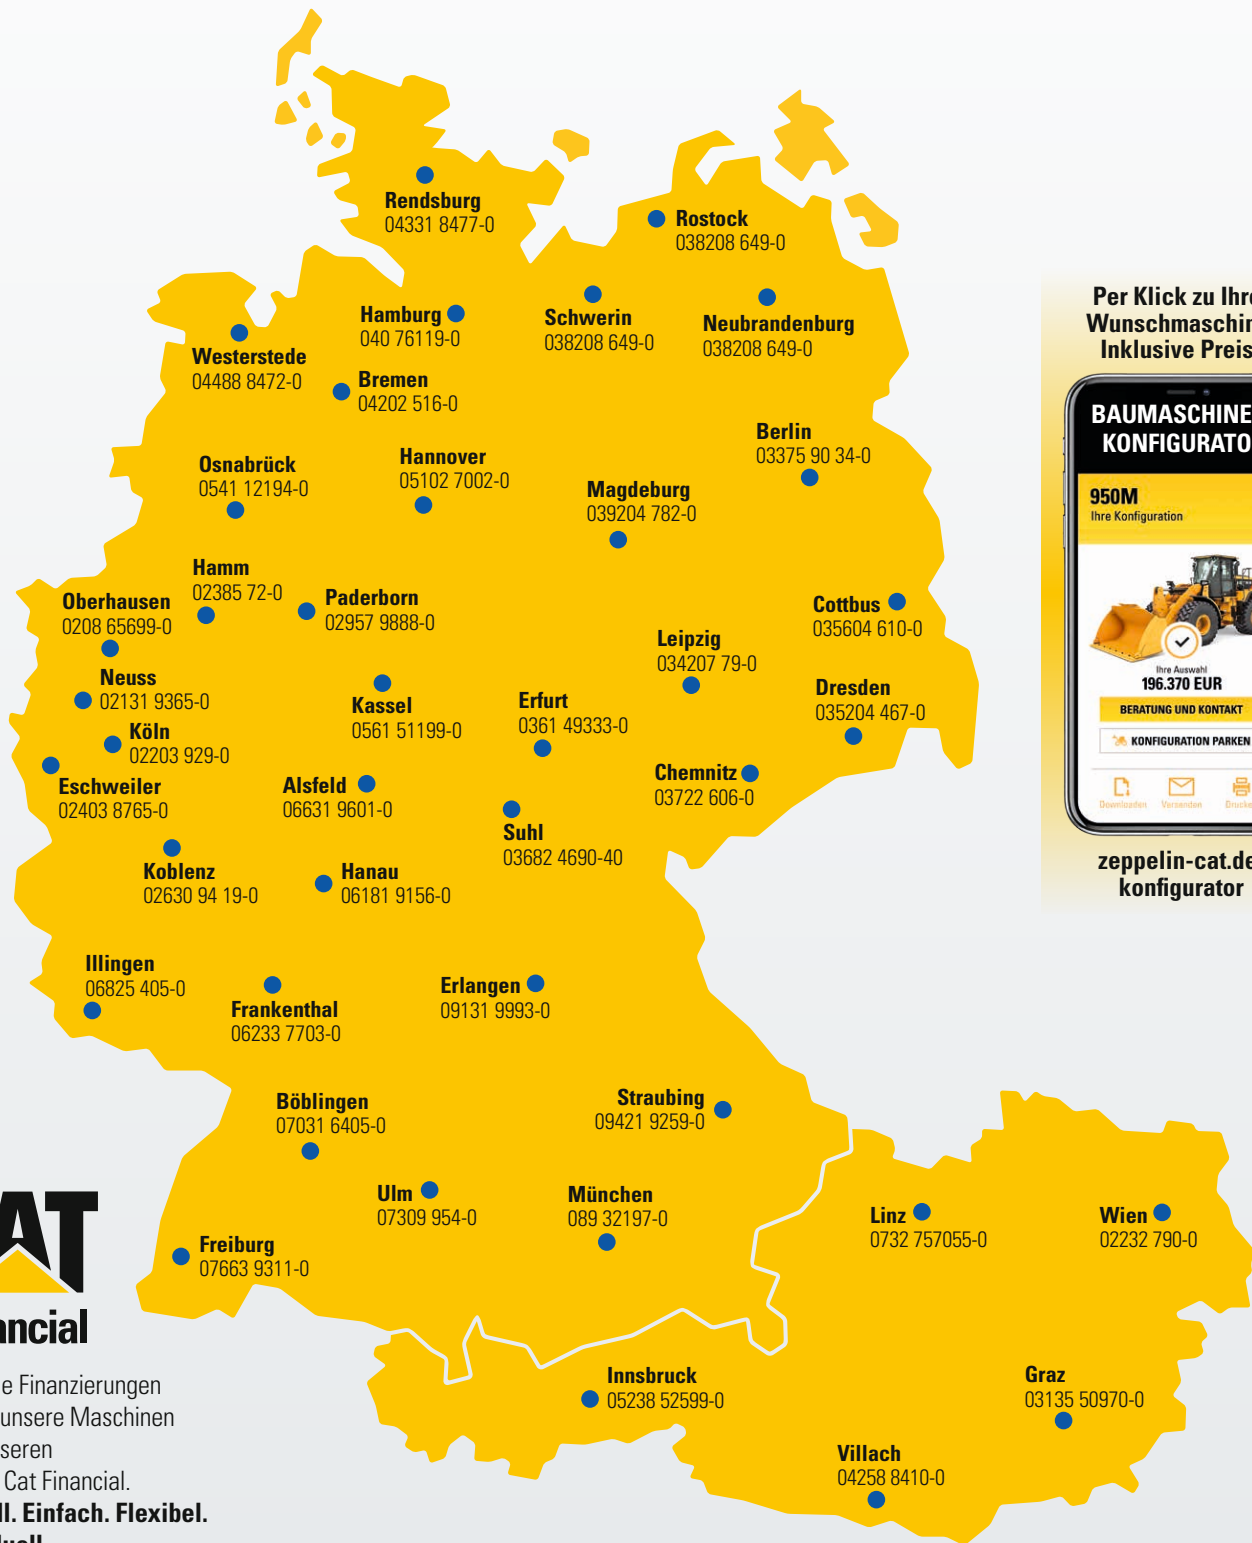 Rendsburg
04331 8477-0
Rostock
038208 649-0
Hamburg
040 76119-0
Schwerin
038208 649-0
Neubrandenburg
038208 649-0
Westerstede
04488 8472-0
Bremen
04202 516-0
Berlin
03375 90 34-0
Osnabrück
0541 12194-0
Hannover
05102 7002-0
Magdeburg
039204 782-0
Hamm
02385 72-0
Oberhausen
0208 65699-0
Paderborn
02957 9888-0
Cottbus
035604 610-0
Leipzig
034207 79-0
Neuss
02131 9365-0
Kassel
0561 51199-0
Erfurt
0361 49333-0
Dresden
035204 467-0
Köln
02203 929-0
Eschweiler
02403 8765-0
Alsfeld
06631 9601-0
Chemnitz
03722 606-0
Suhl
03682 4690-40
Koblenz
02630 94 19-0
Hanau
06181 9156-0
Illingen
06825 405-0
Frankenthal
06233 7703-0
Erlangen
09131 9993-0
Böblingen
07031 6405-0
Straubing
09421 9259-0
Ulm
07309 954-0
München
089 32197-0
Linz
0732 757055-0
Wien
02232 790-0
Freiburg
07663 9311-0
Innsbruck
05238 52599-0
Graz
03135 50970-0
Villach
04258 8410-0
Per Klick zu Ihre
Wunschmaschin
Inklusive Preis
BAUMASCHINE
KONFIGURATO
950M
Ihre Konfiguration
Ihre Auswahl
196.370 EUR
BERATUNG UND KONTAKT
KONFIGURATION PARKEN
Downloaden Versenden Drucke
zeppelin-cat.de
konfigurator
AT
ancial
e Finanzierungen
unsere Maschinen
seren
Cat Financial.
ll. Einfach. Flexibel.